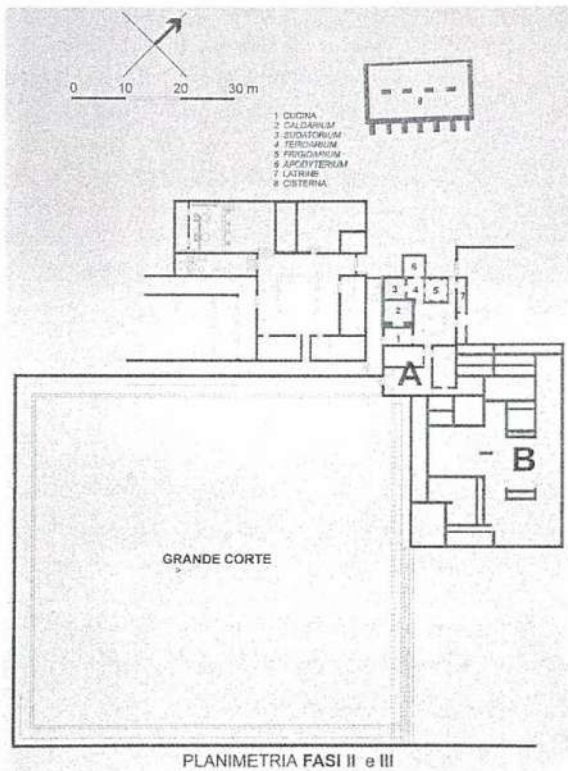 0 10 20 30 m
1 CUCINA
2 CALDARIUM
3 SUDATORIUM
4 TEPIDARIUM
5 FRIGIDARIUM
6 APODYTERIUM
7 LATRINE
8 CISTERNA
8
6
3 4 5 7
2
1
A
B
GRANDE CORTE
PLANIMETRIA FASI II e III